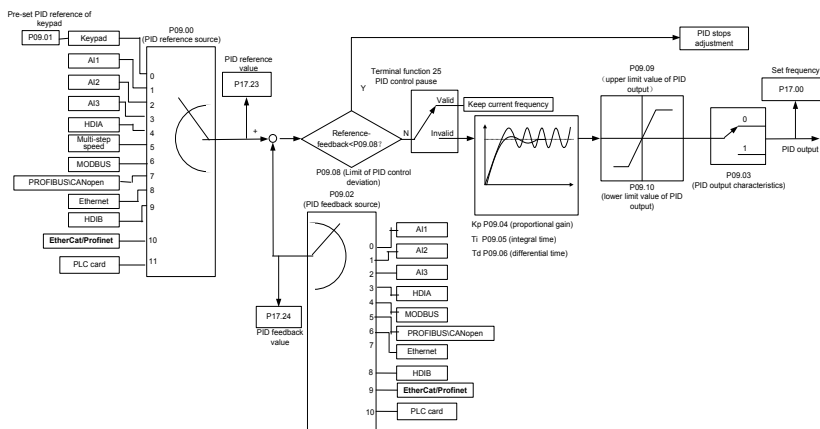 Pre-set PID reference of
keypad
P09.01
Keypad
AI1
AI2
AI3
HDIA
Multi-step
speed
MODBUS
PROFIBUS\CANopen
Ethernet
HDIB
EtherCat/Profinet
PLC card
P09.00
(PID reference source)
0
1
2
3
4
5
6
7
8
9
10
11
PID reference
value
P17.23
+
-
P17.24
PID feedback
value
Reference-
feedback<P09.08?
Y
N
P09.08 (Limit of PID control
deviation)
P09.02
(PID feedback source)
0
1
2
3
4
5
6
7
8
9
10
AI1
AI2
AI3
HDIA
MODBUS
PROFIBUS\CANopen
Ethernet
HDIB
EtherCat/Profinet
PLC card
Terminal function 25
PID control pause
Valid
Invalid
Keep current frequency
PID stops
adjustment
Kp P09.04 (proportional gain)
Ti P09.05 (integral time)
Td P09.06 (differential time)
P09.09
(upper limit value of PID
output)
P09.10
(lower limit value of PID
output)
0
1
P09.03
(PID output characteristics)
Set frequency
P17.00
PID output